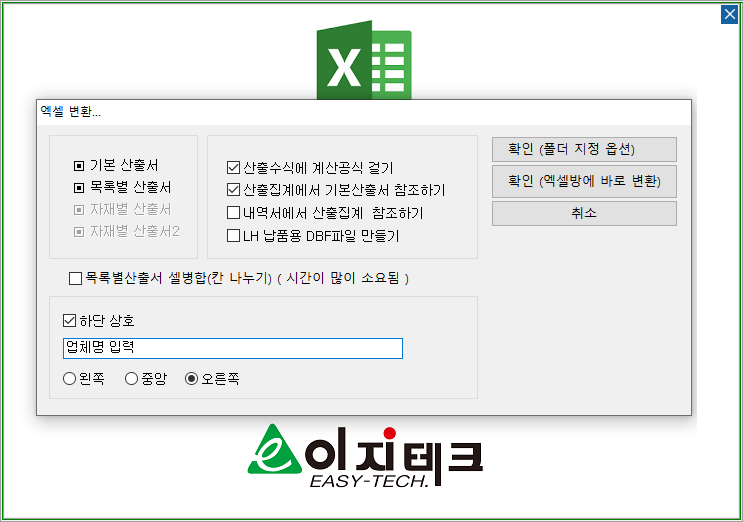 X
엑셀 변환...
기본 산출서
목록별 산출서
자재별 산출서
자재별 산출서2
산출수식에 계산공식 걸기
산출집계에서 기본산출서 참조하기
내역서에서 산출집계 참조하기
LH 납품용 DBF파일 만들기
확인 (폴더 지정 옵션)
확인 (엑셀방에 바로 변환)
취소
목록별산출서 셀병합(칸 나누기) ( 시간이 많이 소요됨 )
하단 상호
업체명 입력
왼쪽 중앙 오른쪽
e 이지테크
EASY-TECH.